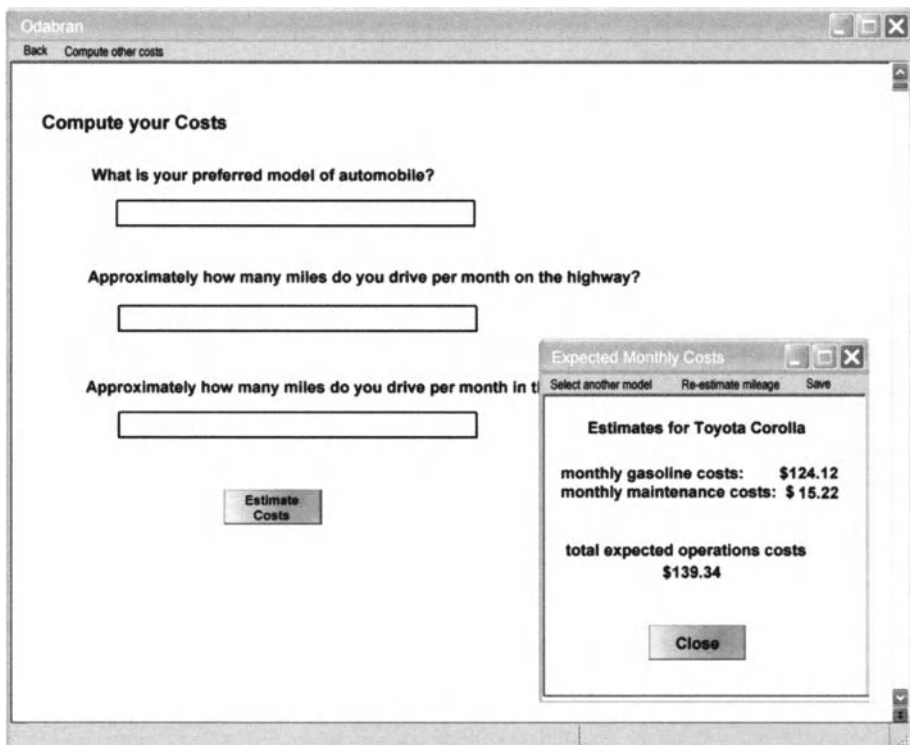 Odabran
Back Compute other costs
Compute your Costs
What is your preferred model of automobile?
Approximately how many miles do you drive per month on the highway?
Approximately how many miles do you drive per month in t
Estimate
Costs
Expected Monthly Costs
Select another model Re-estimate mileage Save
Estimates for Toyota Corolla
monthly gasoline costs: $124.12
monthly maintenance costs: $ 15.22
total expected operations costs
$139.34
Close